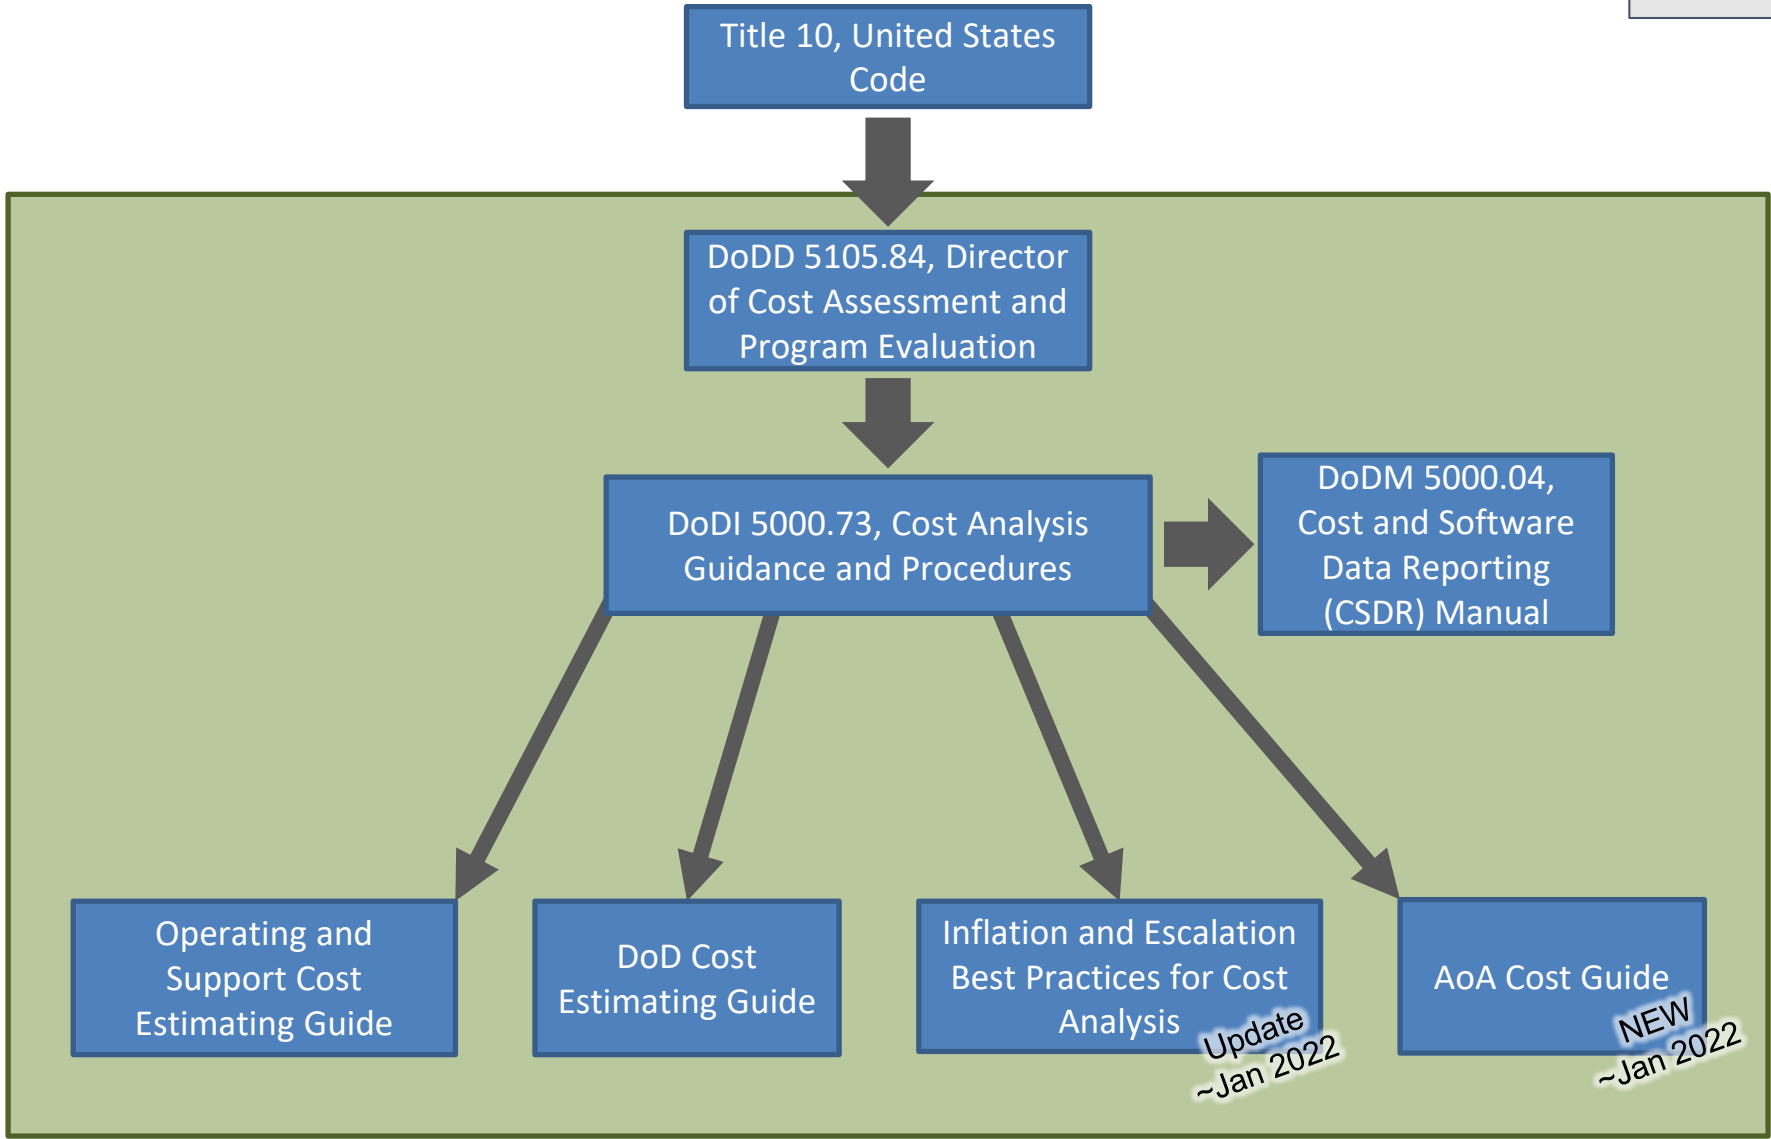 Title 10, United States
Code
DoDD 5105.84, Director
of Cost Assessment and
Program Evaluation
DoDI 5000.73, Cost Analysis
Guidance and Procedures
DoDM 5000.04,
Cost and Software
Data Reporting
(CSDR) Manual
Operating and
Support Cost
Estimating Guide
DoD Cost
Estimating Guide
Inflation and Escalation
Best Practices for Cost
Analysis
Update
~Jan 2022
AoA Cost Guide
NEW
~Jan 2022